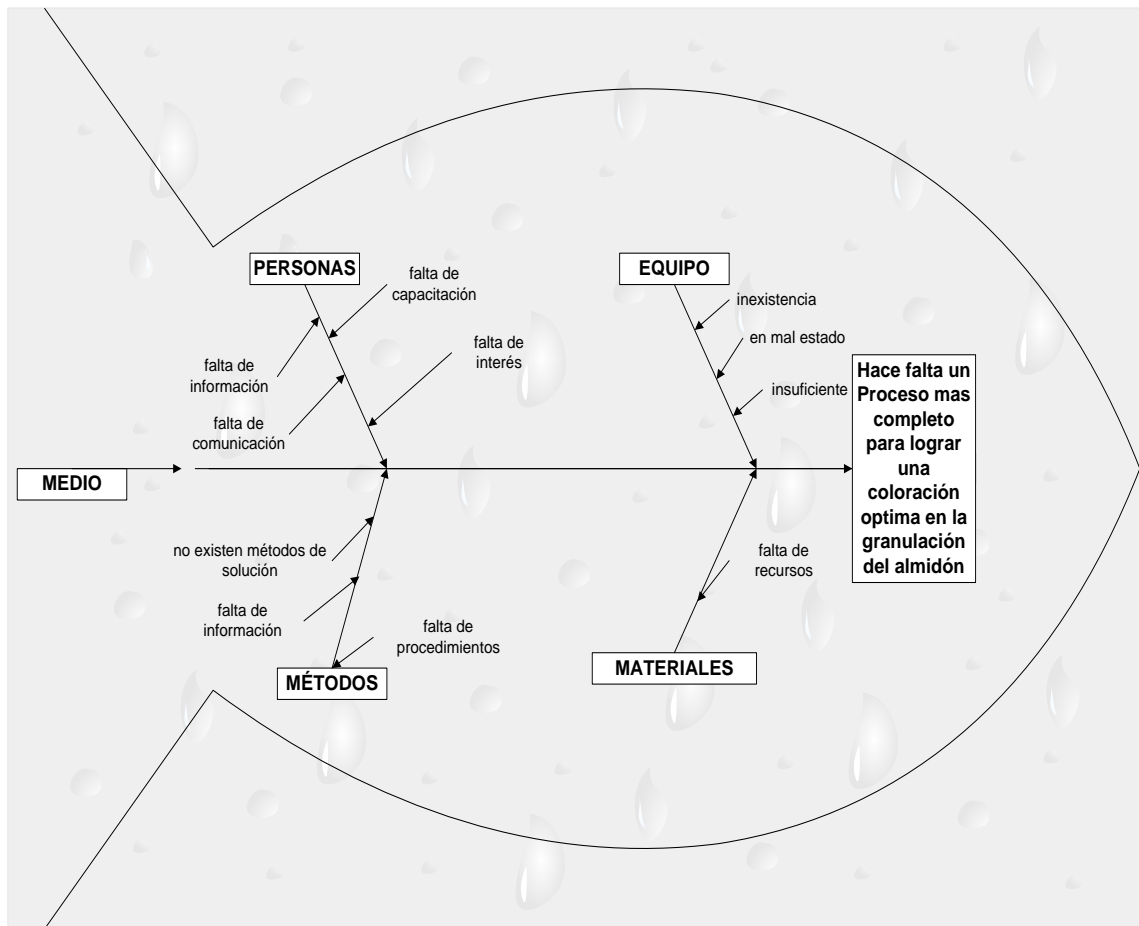 PERSONAS
falta de
capacitación
falta de
información
falta de
comunicación
falta de
interés
EQUIPO
inexistencia
en mal estado
insuficiente
Hace falta un
Proceso mas
completo
para lograr
una
coloración
optima en la
granulación
del almidón
MEDIO
no existen métodos de
solución
falta de
información
falta de
procedimientos
MÉTODOS
falta de
recursos
MATERIALES